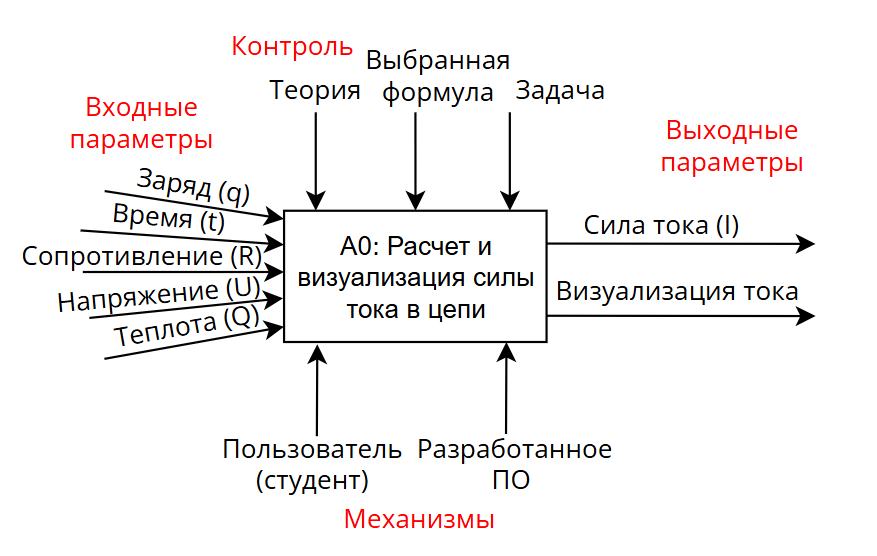 Контроль
Теория
Выбранная
формула
Задача
Входные
параметры
Выходные
параметры
Заряд (q)
Время (t)
Сопротивление (R)
Напряжение (U)
Теплота (Q)
А0: Расчет и
визуализация силы
тока в цепи
Сила тока (I)
Визуализация тока
Пользователь
(студент)
Разработанное
ПО
Механизмы